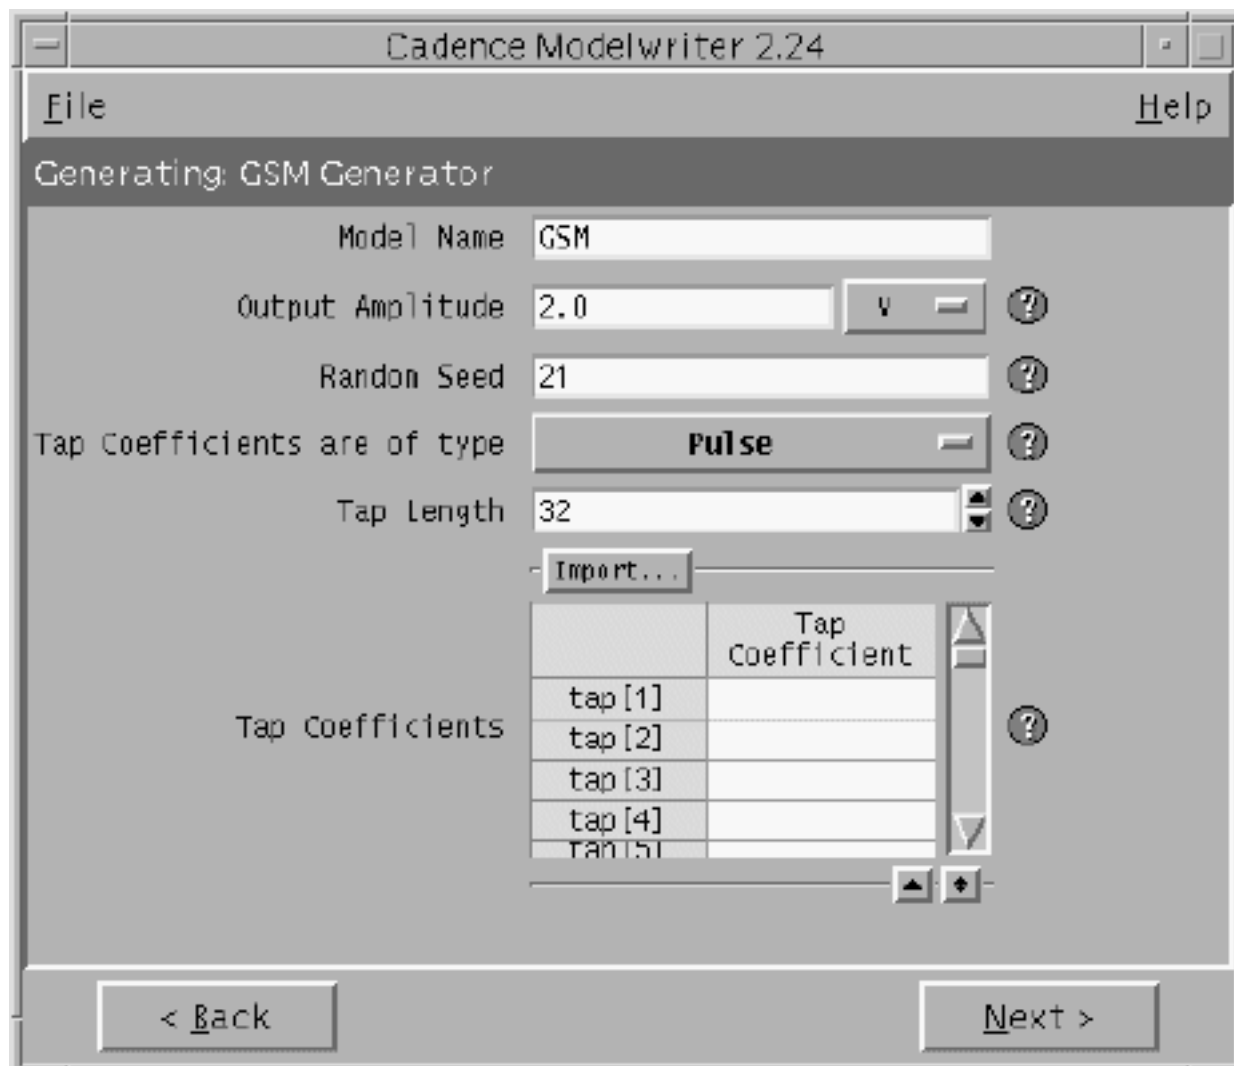 Cadence Modelwriter 2.24
File Help
Generating: GSM Generator
Model Name GSM
Output Amplitude 2.0 V ?
Random Seed 21 ?
Tap Coefficients are of type Pulse ?
Tap Length 32 ?
Import...
Tap
Coefficient
tap[1]
tap[2]
Tap Coefficients ?
tap[3]
tap[4]
tap[5]
< Back Next >